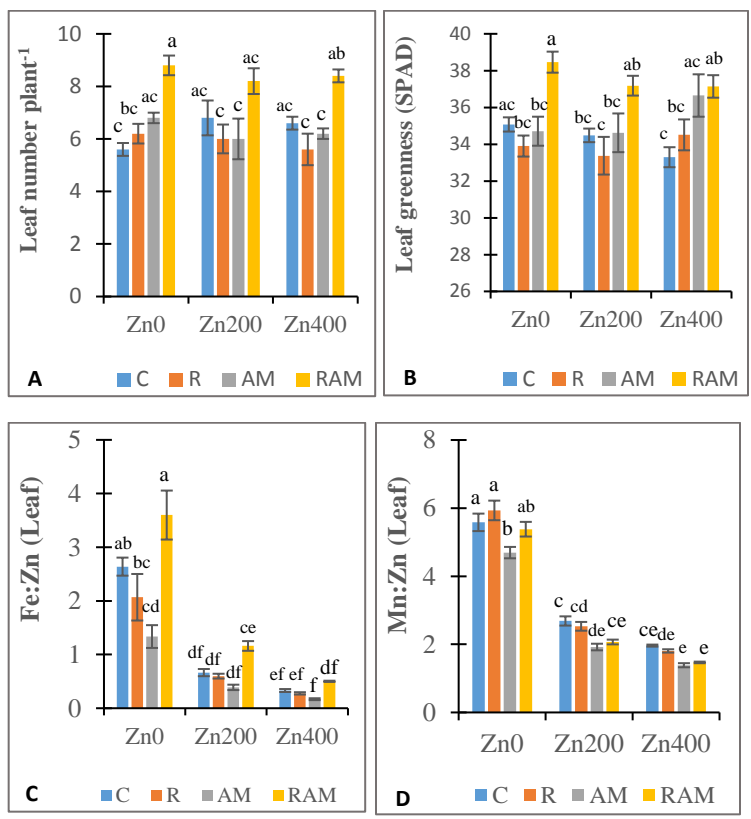 Leaf number plant-1
10
8
6
4
2
0
c bc ac a
ac c c ac
ac c c ab
Zn0 Zn200 Zn400
A C R AM RAM
Leaf greenness (SPAD)
40
38
36
34
32
30
28
26
ac bc bc a
bc c bc ab
c bc ac ab
Zn0 Zn200 Zn400
B C R AM RAM
Fe:Zn (Leaf)
5
4
3
2
1
0
ab bc cd a
df df df ce
ef ef f df
Zn0 Zn200 Zn400
C C R AM RAM
Mn:Zn (Leaf)
8
6
4
2
0
a a b ab
c cd de ce
ce de e e
Zn0 Zn200 Zn400
D C R AM RAM